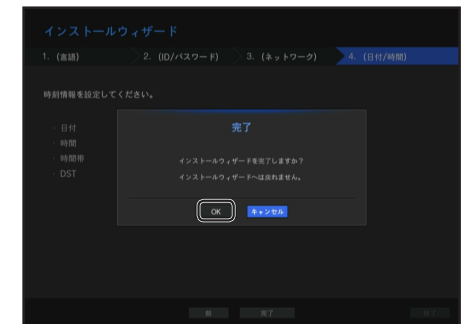 インストールウィザード
1. (言語)
2. (ID/パスワード)
3. (ネットワーク)
4. (日付/時間)
時刻情報を設定してください。
· 日付
· 時間
· 時間帯
· DST
完了
インストールウィザードを完了しますか？
インストールウィザードへは戻れません。
OK
キャンセル
前
完了